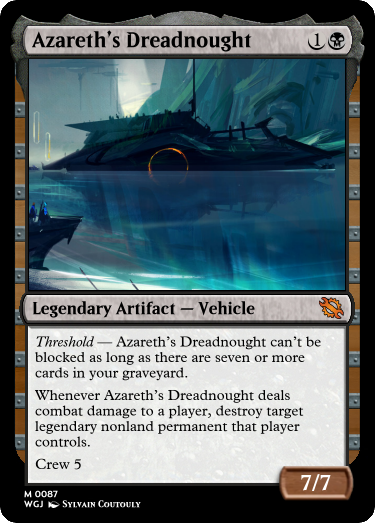 Azareth's Dreadnought 1
Legendary Artifact — Vehicle
Threshold — Azareth's Dreadnought can't be
blocked as long as there are seven or more
cards in your graveyard.
Whenever Azareth's Dreadnought deals
combat damage to a player, destroy target
legendary nonland permanent that player
controls.
Crew 5
7/7
M 0087
WGJ Sylvain Coutouly